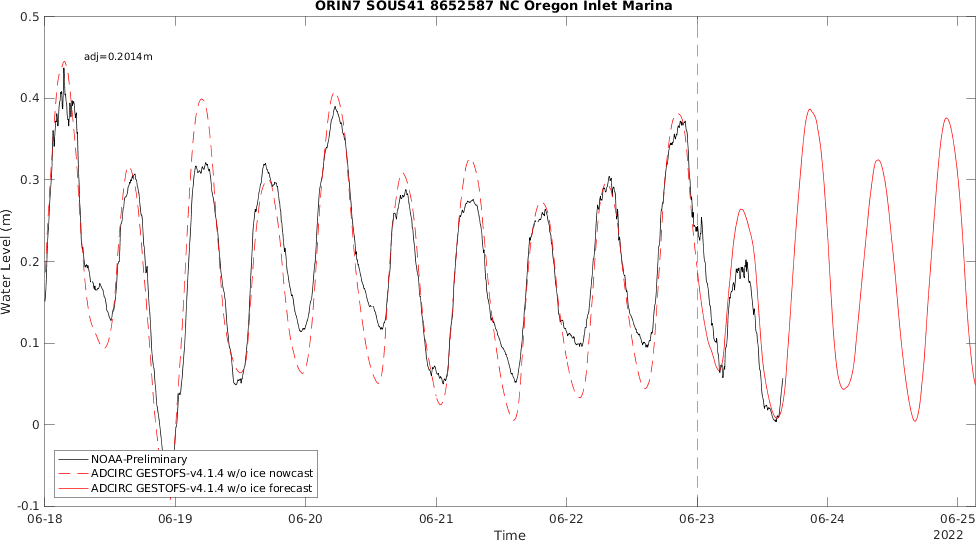 ORIN7 SOUS41 8652587 NC Oregon Inlet Marina
adj=0.2014m
0.5
0.4
0.3
0.2
0.1
0
-0.1
Water Level (m)
NOAA-Preliminary
ADCIRC GESTOFS-v4.1.4 w/o ice nowcast
ADCIRC GESTOFS-v4.1.4 w/o ice forecast
06-18 06-19 06-20 06-21 06-22 06-23 06-24 06-25
Time
2022